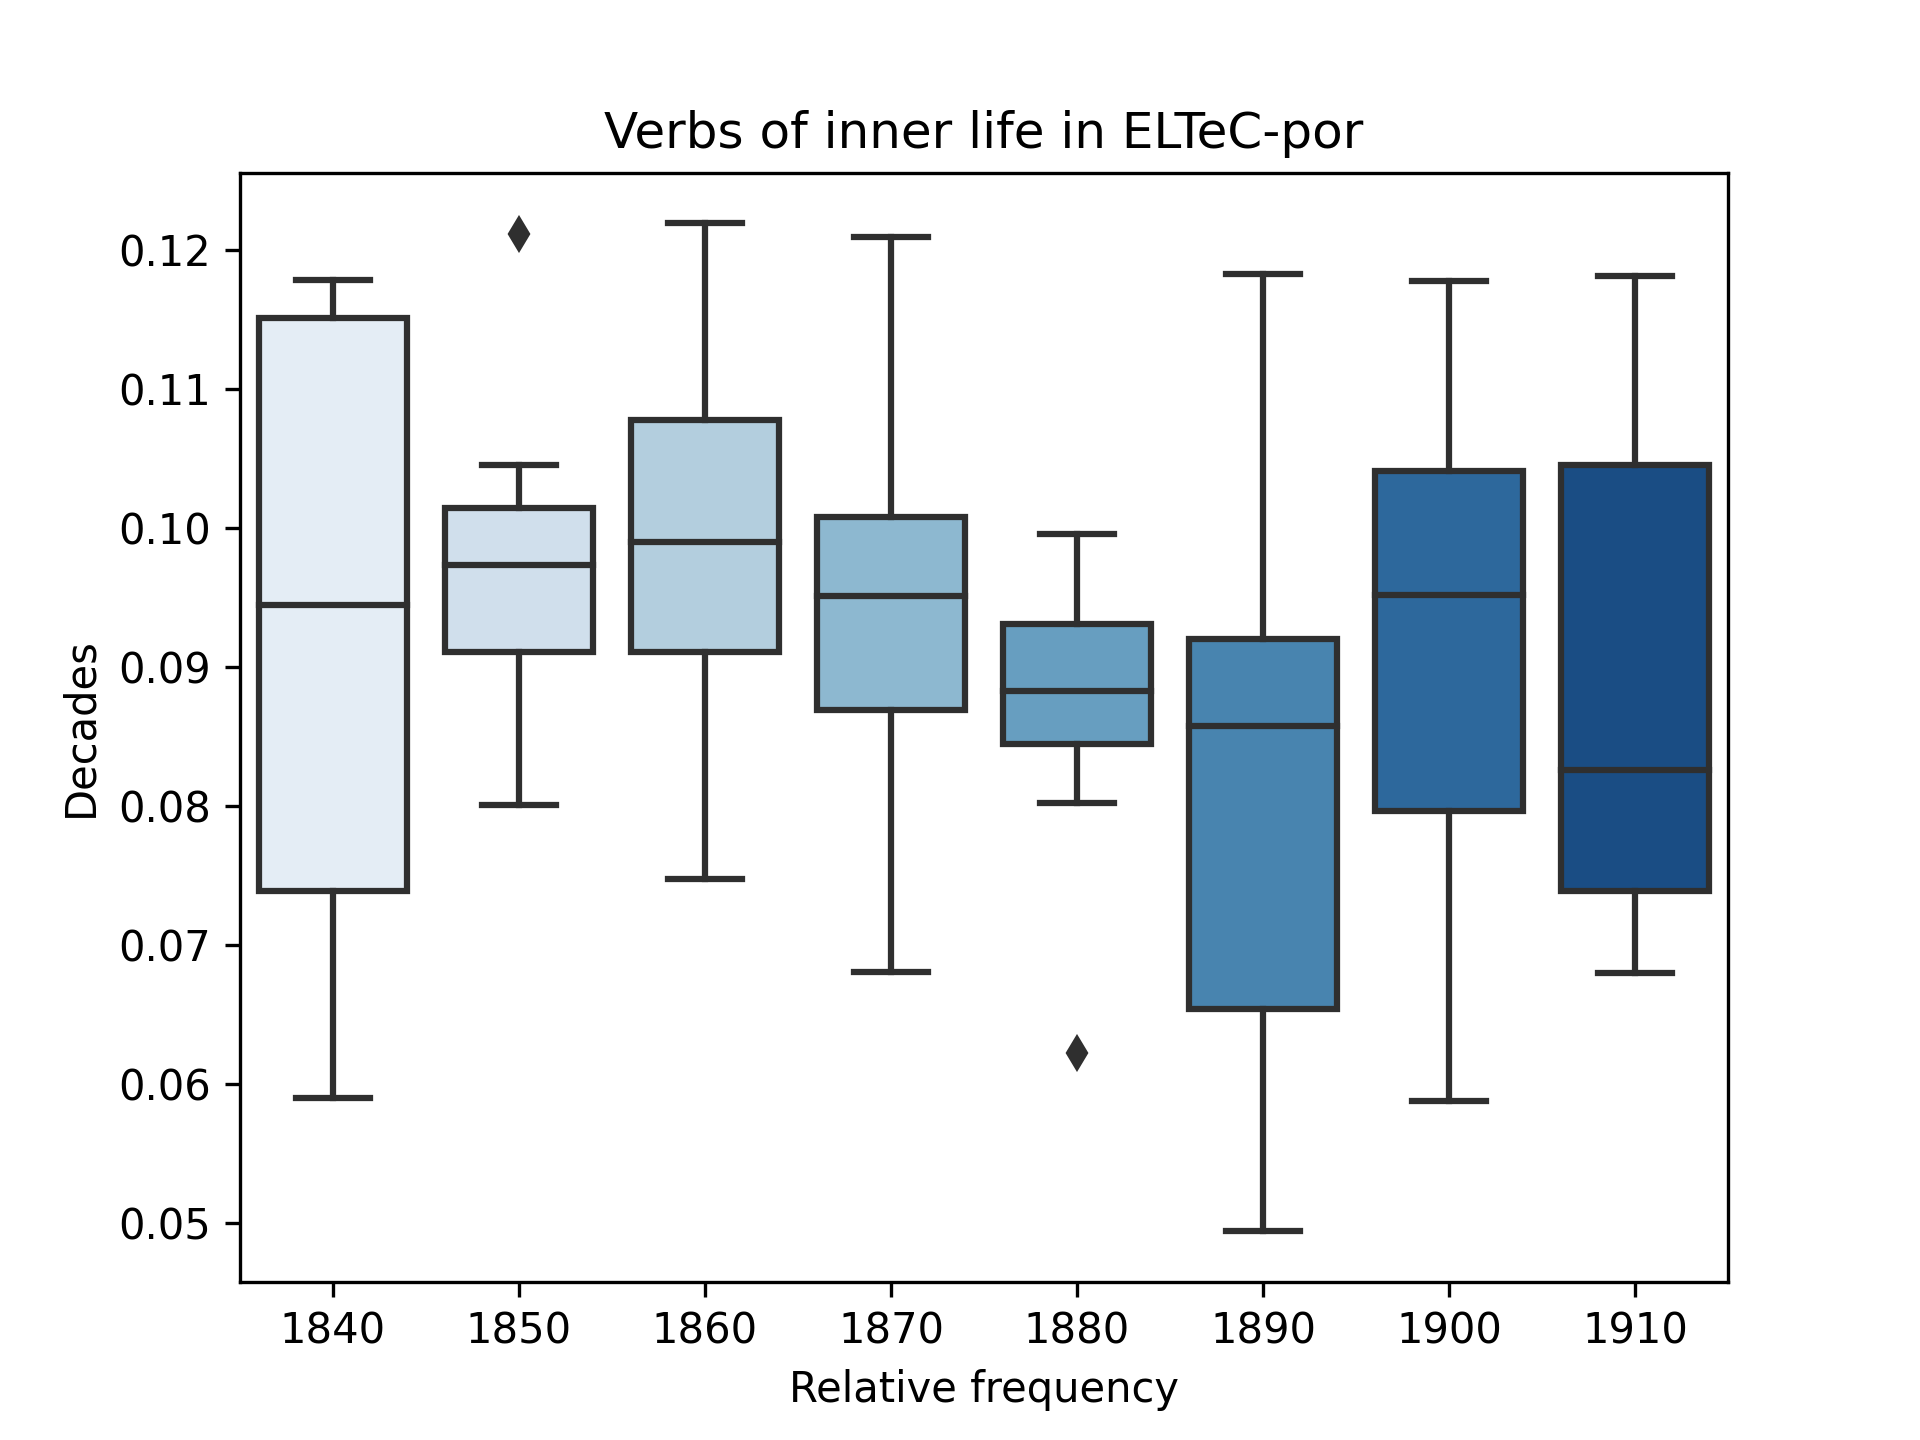 Verbs of inner life in ELTeC-por
Decades
0.12
0.11
0.10
0.09
0.08
0.07
0.06
0.05
1840 1850 1860 1870 1880 1890 1900 1910
Relative frequency